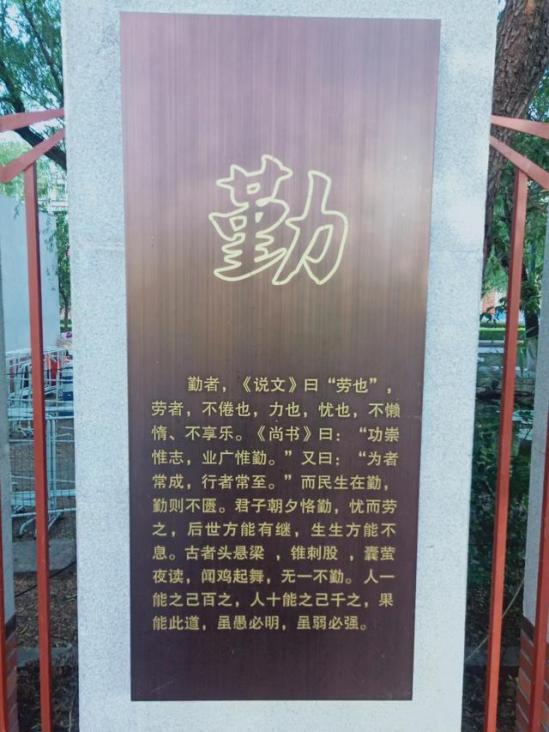 勤
勤者，《说文》曰“劳也”，
劳者，不倦也，力也，忧也，不懒
惰、不享乐。《尚书》曰：“功崇
惟志，业广惟勤。”又曰：“为者
常成，行者常至。”而民生在勤，
勤则不匮。君子朝夕恪勤，忧而劳
之，后世方能有继，生生方能不
息。古者头悬梁 ，锥刺股 ，囊萤
夜读，闻鸡起舞，无一不勤。人一
能之己百之，人十能之己千之，果
能此道，虽愚必明，虽弱必强。